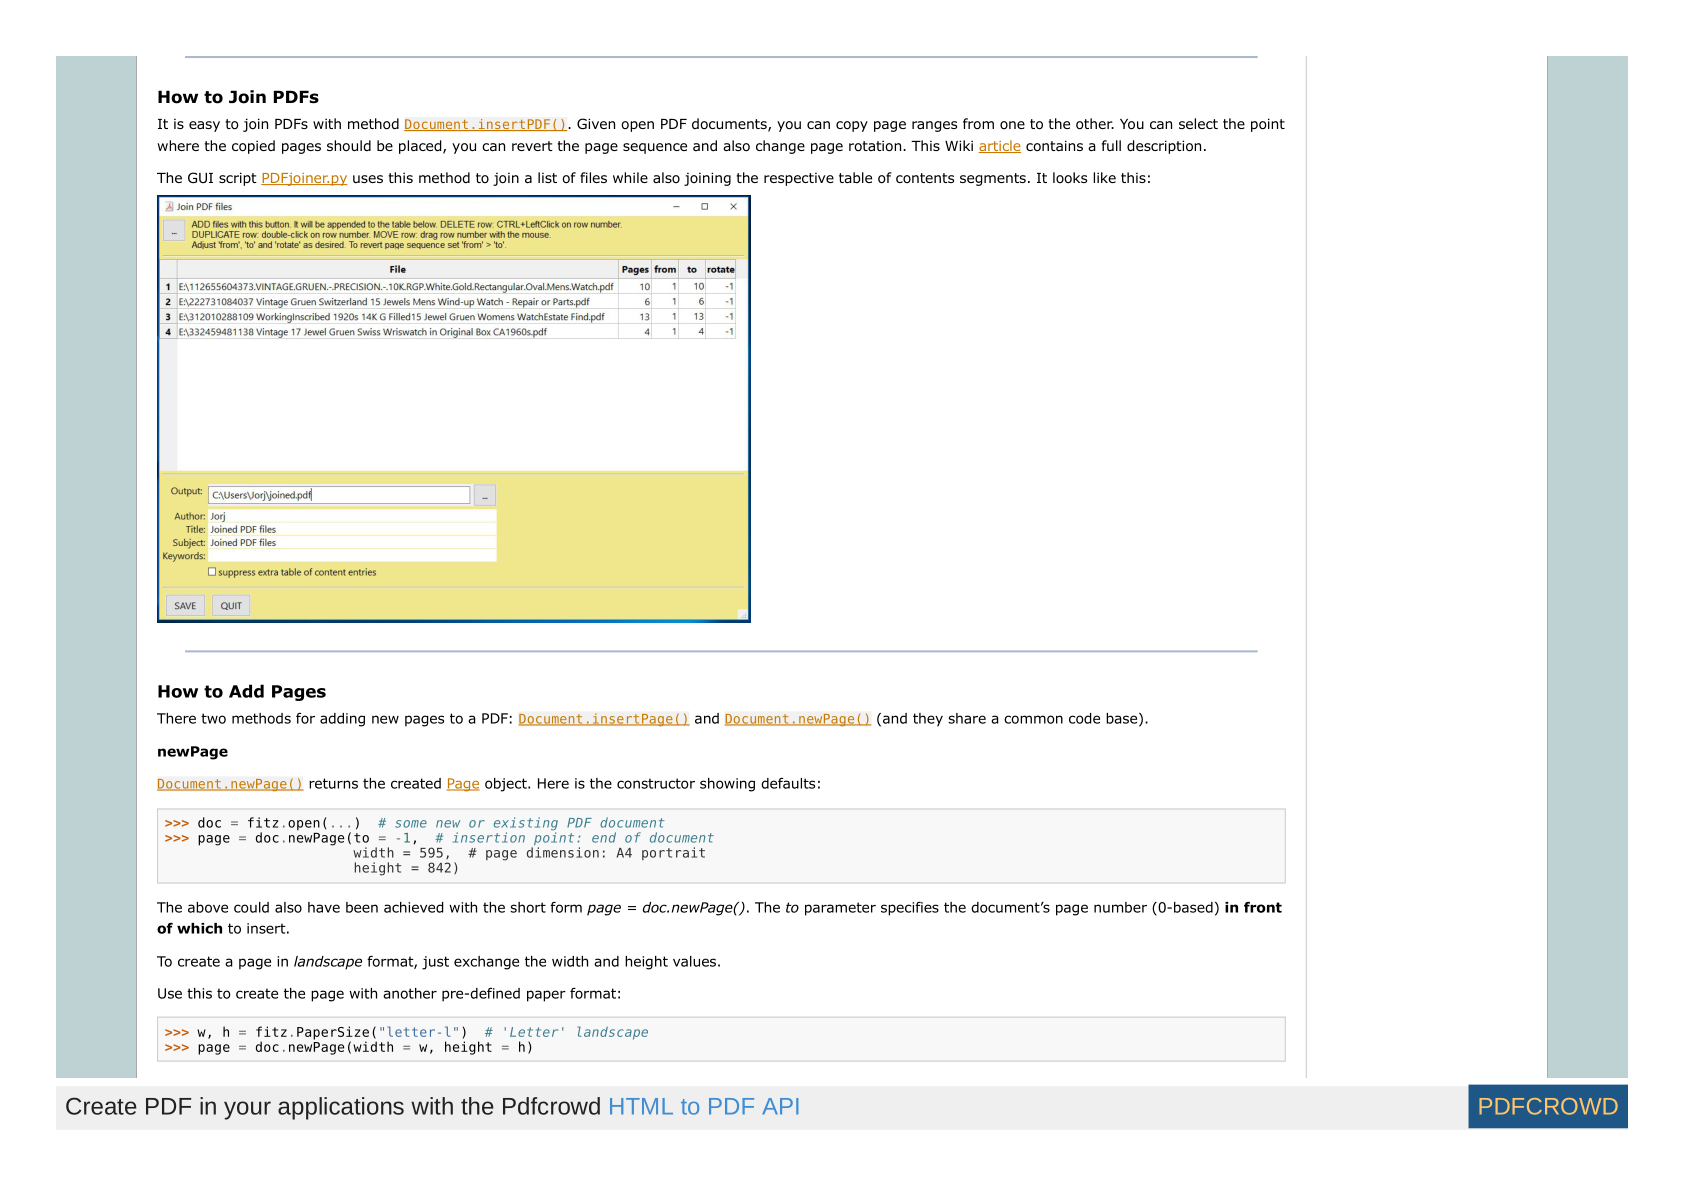 How to Join PDFs
It is easy to join PDFs with method Document.insertPDF(). Given open PDF documents, you can copy page ranges from one to the other. You can select the point
where the copied pages should be placed, you can revert the page sequence and also change page rotation. This Wiki article contains a full description.
The GUI script PDFjoiner.py uses this method to join a list of files while also joining the respective table of contents segments. It looks like this:
Join PDF files
... ADD files with this button. It will be appended to the table below. DELETE row: CTRL+LeftClick on row number.
DUPLICATE row: double-click on row number. MOVE row: drag row number with the mouse.
Adjust 'from', 'to' and 'rotate' as desired. To revert page sequence set 'from' > 'to'.
File Pages from to rotate
1 E:\112655604373.VINTAGE.GRUEN.-.PRECISION.-.10K.RGP.White.Gold.Rectangular.Oval.Mens.Watch.pdf 10 1 10 -1
2 E:\222731084037 Vintage Gruen Switzerland 15 Jewels Mens Wind-up Watch - Repair or Parts.pdf 6 1 6 -1
3 E:\312010288109 WorkingInscribed 1920s 14K G Filled15 Jewel Gruen Womens WatchEstate Find.pdf 13 1 13 -1
4 E:\332459481138 Vintage 17 Jewel Gruen Swiss Wriswatch in Original Box CA1960s.pdf 4 1 4 -1
Output: C:\Users\Jorj\joined.pdf ...
Author: Jorj
Title: Joined PDF files
Subject: Joined PDF files
Keywords:
suppress extra table of content entries
SAVE QUIT
How to Add Pages
There two methods for adding new pages to a PDF: Document.insertPage() and Document.newPage() (and they share a common code base).
newPage
Document.newPage() returns the created Page object. Here is the constructor showing defaults:
>>> doc = fitz.open(...)  # some new or existing PDF document
>>> page = doc.newPage(to = -1,  # insertion point: end of document
width = 595,  # page dimension: A4 portrait
height = 842)
The above could also have been achieved with the short form page = doc.newPage(). The to parameter specifies the document’s page number (0-based) in front
of which to insert.
To create a page in landscape format, just exchange the width and height values.
Use this to create the page with another pre-defined paper format:
>>> w, h = fitz.PaperSize("letter-l")  # 'Letter' landscape
>>> page = doc.newPage(width = w, height = h)
Create PDF in your applications with the Pdfcrowd HTML to PDF API PDFCROWD